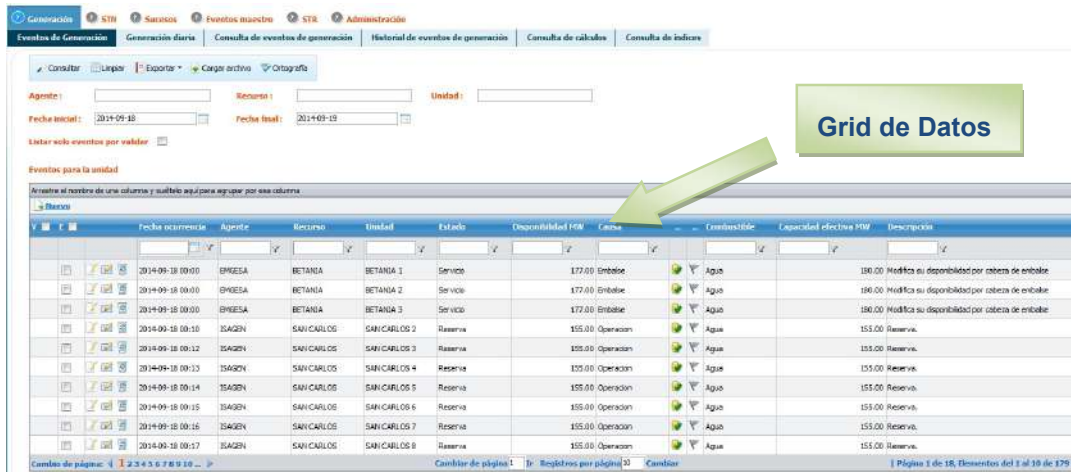 Generación STN Sucesos Eventos maestro STR Administración
Eventos de Generación Generación diaria Consulta de eventos de generación Historial de eventos de generación Consulta de cálculos Consulta de índices
Consultar Limpiar Exportar Cargar archivo Ortografía
Agente : Recurso : Unidad :
Fecha inicial : 2014-09-18 Fecha final : 2014-09-19
Listar solo eventos por validar
Grid de Datos
Eventos para la unidad
Arrastre el nombre de una columna y suéltelo aquí para agrupar por esa columna
Nuevo
V E Fecha ocurrencia Agente Recurso Unidad Estado Disponibilidad MW Causa Combustible Capacidad efectiva MW Descripción
2014-09-18 00:00 EMGESA BETANIA BETANIA 1 Servicio 177.00 Embalse Agua 180.00 Modifica su disponibilidad por cabeza de embalse
2014-09-18 00:00 EMGESA BETANIA BETANIA 2 Servicio 177.00 Embalse Agua 180.00 Modifica su disponibilidad por cabeza de embalse
2014-09-18 00:00 EMGESA BETANIA BETANIA 3 Servicio 177.00 Embalse Agua 180.00 Modifica su disponibilidad por cabeza de embalse
2014-09-18 00:10 ISAGEN SAN CARLOS SAN CARLOS 2 Reserva 155.00 Operacion Agua 155.00 Reserva.
2014-09-18 00:12 ISAGEN SAN CARLOS SAN CARLOS 3 Reserva 155.00 Operacion Agua 155.00 Reserva.
2014-09-18 00:13 ISAGEN SAN CARLOS SAN CARLOS 4 Reserva 155.00 Operacion Agua 155.00 Reserva.
2014-09-18 00:14 ISAGEN SAN CARLOS SAN CARLOS 5 Reserva 155.00 Operacion Agua 155.00 Reserva.
2014-09-18 00:15 ISAGEN SAN CARLOS SAN CARLOS 6 Reserva 155.00 Operacion Agua 155.00 Reserva.
2014-09-18 00:16 ISAGEN SAN CARLOS SAN CARLOS 7 Reserva 155.00 Operacion Agua 155.00 Reserva.
2014-09-18 00:17 ISAGEN SAN CARLOS SAN CARLOS 8 Reserva 155.00 Operacion Agua 155.00 Reserva.
Cambio de página: 1 2 3 4 5 6 7 8 9 10 ... Cambiar de página: 1 Ir Registros por página: 10 Cambiar | Página 1 de 18, Elementos del 1 al 10 de 179